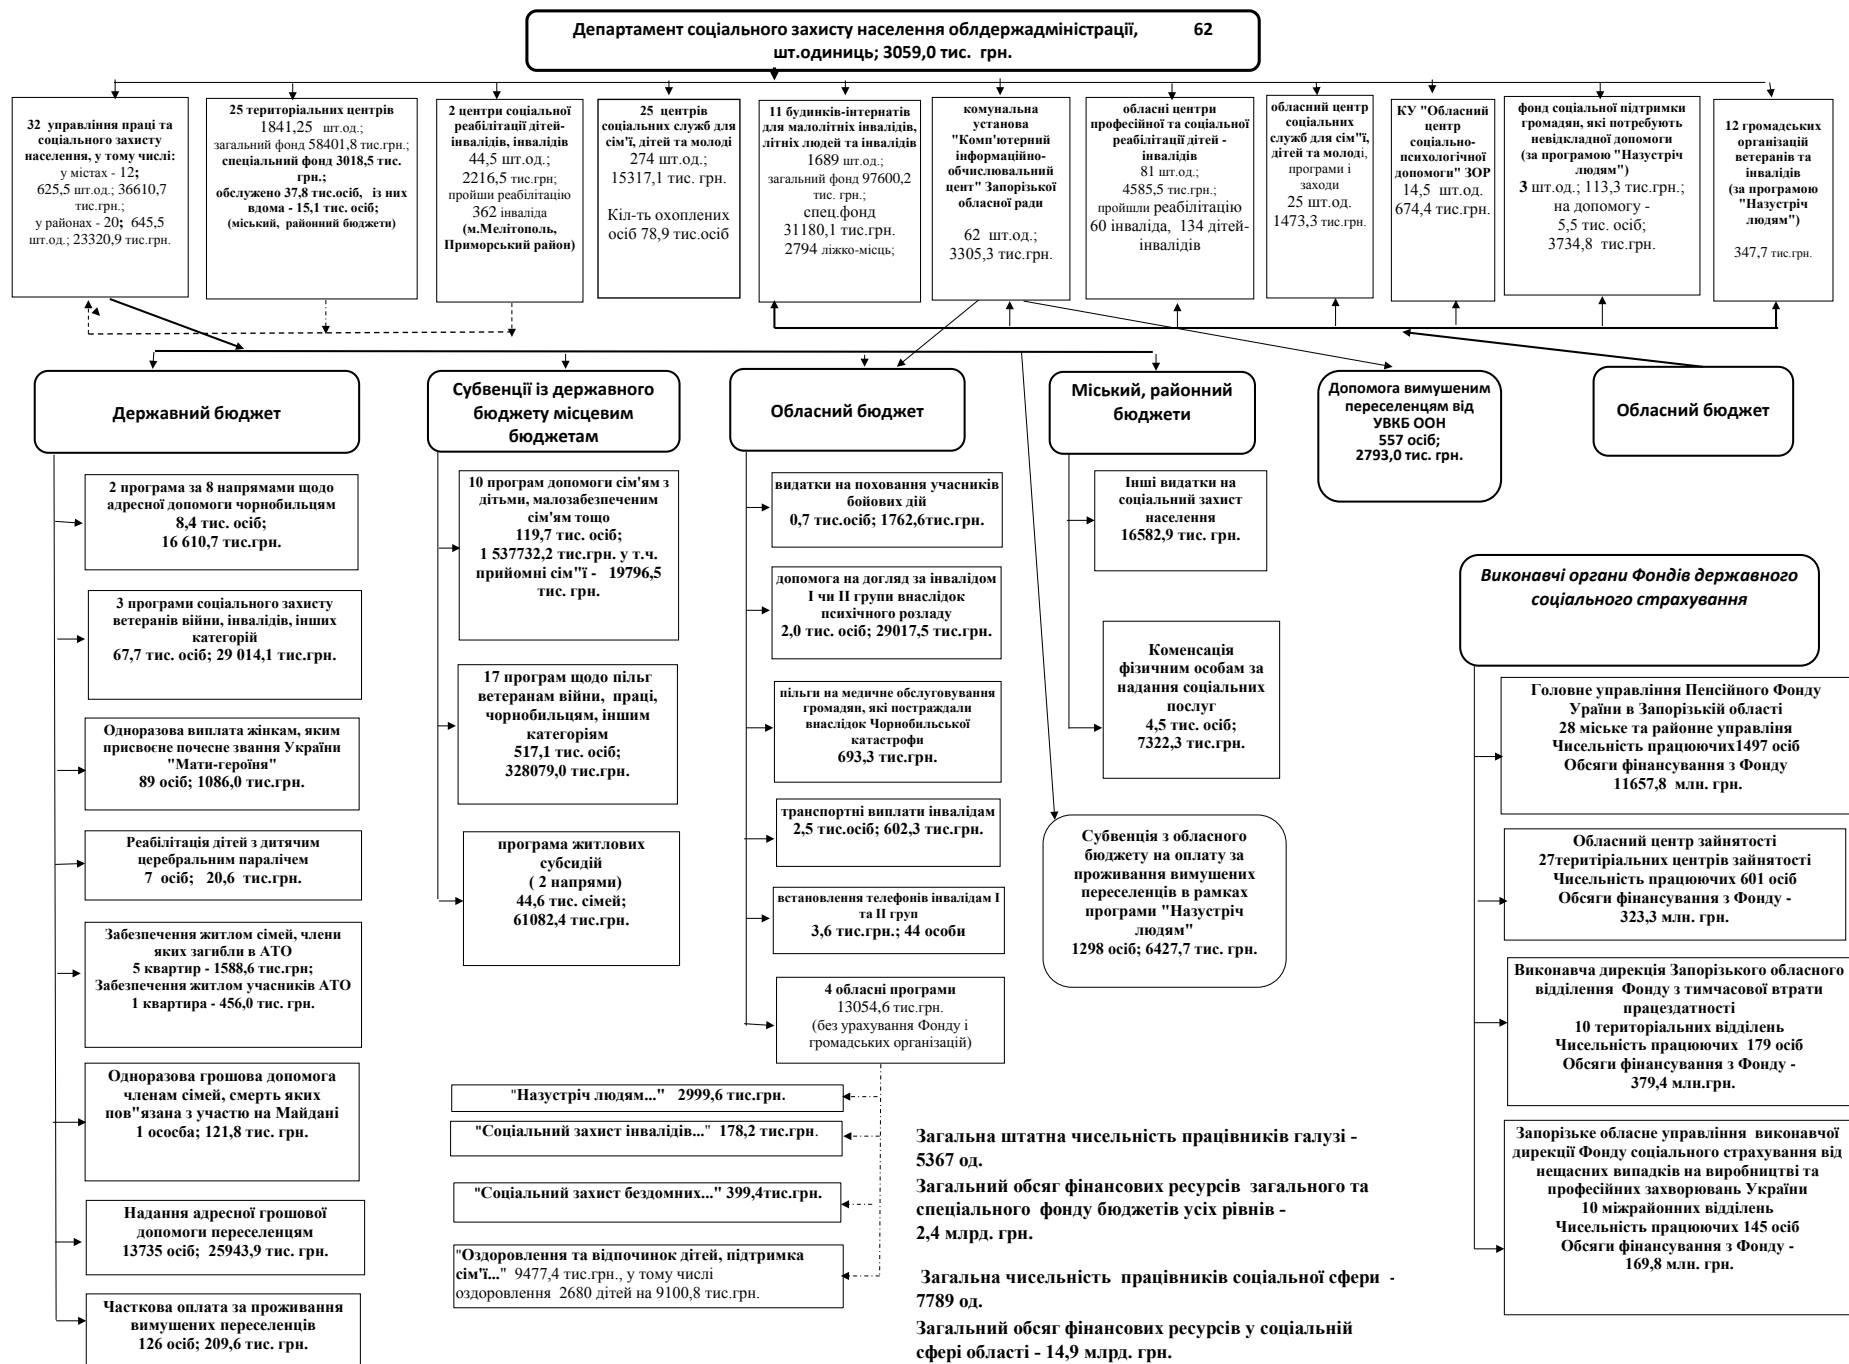 Департамент соціального захисту населення облдержадміністрації, 62
шт.одиниць; 3059,0 тис. грн.
32 управління праці та
соціального захисту
населення, у тому числі:
у містах - 12;
625,5 шт.од.; 36610,7
тис.грн.;
у районах - 20; 645,5
шт.од.; 23320,9 тис.грн.
25 територіальних центрів
1841,25 шт.од.;
загальний фонд 58401,8 тис.грн.;
спеціальний фонд 3018,5 тис.
грн.;
обслужено 37,8 тис.осіб, із них
вдома - 15,1 тис. осіб;
(міський, районний бюджети)
2 центри соціальної
реабілітації дітей-
інвалідів, інвалідів
44,5 шт.од.;
2216,5 тис.грн;
пройши реабілітацію
362 інваліда
(м.Мелітополь,
Приморський район)
25 центрів
соціальних служб для
сім'ї, дітей та молоді
274 шт.од.;
15317,1 тис. грн.
Кіл-ть охоплених
осіб 78,9 тис.осіб
11 будинків-інтернатів
для малолітніх інвалідів,
літніх людей та інвалідів
1689 шт.од.;
загальний фонд 97600,2
тис. грн.;
спец.фонд
31180,1 тис.грн.
2794 ліжко-місць;
комунальна
установа
"Комп'ютерний
інформаційно-
обчислювальний
цент" Запорізької
обласної ради
62 шт.од.;
3305,3 тис.грн.
обласні центри
професійної та соціальної
реабілітації дітей -
інвалідів
81 шт.од.;
4585,5 тис.грн.;
пройшли реабілітацію
60 інваліда, 134 дітей-
інвалідів
обласний центр
соціальних
служб для сім'ї,
дітей та молоді,
програми і
заходи
25 шт.од.
1473,3 тис.грн.;
КУ "Обласний
центр
соціально-
психологічної
допомоги" ЗОР
14,5 шт.од.
674,4 тис.грн.;
фонд соціальної підтримки
громадян, які потребують
невідкладної допомоги
(за програмою "Назустріч
людям")
3 шт.од.; 113,3 тис.грн.;
на допомогу -
5,5 тис. осіб;
3734,8 тис.грн.
12 громадських
організацій
ветеранів та
інвалідів
(за програмою
"Назустріч
людям")
347,7 тис.грн.
Державний бюджет
Субвенції із державного
бюджету місцевим
бюджетам
Обласний бюджет
Міський, районний
бюджети
Допомога вимушеним
переселенцям від
УВКБ ООН
557 осіб;
2793,0 тис. грн.
Обласний бюджет
2 програма за 8 напрямами щодо
адресної допомоги чорнобильцям
8,4 тис. осіб;
16 610,7 тис.грн.
3 програми соціального захисту
ветеранів війни, інвалідів, інших
категорій
67,7 тис. осіб; 29 014,1 тис.грн.
Одноразова виплата жінкам, яким
присвоєне почесне звання України
"Мати-героїня"
89 осіб; 1086,0 тис.грн.
Реабілітація дітей з дитячим
церебральним паралічем
7 осіб; 20,6 тис.грн.
Забезпечення житлом сімей, члени
яких загибли в АТО
5 квартир - 1588,6 тис.грн;
Забезпечення житлом учасників АТО
1 квартира - 456,0 тис. грн.
Одноразова грошова допомога
членам сімей, смерть яких
пов"язана з участю на Майдані
1 ососба; 121,8 тис. грн.
Надання адресної грошової
допомоги переселенцям
13735 осіб; 25943,9 тис. грн.
Часткова оплата за проживання
вимушених переселенців
126 осіб; 209,6 тис. грн.
10 програм допомоги сім'ям з
дітьми, малозабезпеченим
сім'ям тощо
119,7 тис. осіб;
1 537732,2 тис.грн. у т.ч.
прийомні сім"ї - 19796,5
тис. грн.
17 програм щодо пільг
ветеранам війни, праці,
чорнобильцям, іншим
категоріям
517,1 тис. осіб;
328079,0 тис.грн.
програма житлових
субсидій
( 2 напрями)
44,6 тис. сімей;
61082,4 тис.грн.
видатки на поховання учасників
бойових дій
0,7 тис.осіб; 1762,6тис.грн.
допомога на догляд за інвалідом
I чи II групи внаслідок
психічного розладу
2,0 тис. осіб; 29017,5 тис.грн.
пільги на медичне обслуговування
громадян, які постраждали
внаслідок Чорнобильської
катастрофи
693,3 тис.грн.
транспортні виплати інвалідам
2,5 тис.осіб; 602,3 тис.грн.
встановлення телефонів інвалідам I
та II груп
3,6 тис.грн.; 44 особи
4 обласні програми
13054,6 тис.грн.
(без урахування Фонду і
громадських організацій)
"Назустріч людям..." 2999,6 тис.грн.
"Соціальний захист інвалідів..." 178,2 тис.грн.
"Соціальний захист бездомних..." 399,4тис.грн.
"Оздоровлення та відпочинок дітей, підтримка
сім'ї..." 9477,4 тис.грн., у тому числі
оздоровлення 2680 дітей на 9100,8 тис.грн.
Інші видатки на
соціальний захист
населення
16582,9 тис. грн.
Коменсація
фізичним особам за
надання соціальних
послуг
4,5 тис. осіб;
7322,3 тис.грн.
Субвенція з обласного
бюджету на оплату за
проживання вимушених
переселенців в рамках
програми "Назустріч
людям"
1298 осіб; 6427,7 тис. грн.
Загальна штатна чисельність працівників галузі -
5367 од.
Загальний обсяг фінансових ресурсів загального та
спеціального фонду бюджетів усіх рівнів -
2,4 млрд. грн.
Загальна чисельність працівників соціальної сфери -
7789 од.
Загальний обсяг фінансових ресурсів у соціальній
сфері області - 14,9 млрд. грн.
Виконавчі органи Фондів державного
соціального страхування
Головне управління Пенсійного Фонду
Ураїни в Запорізькій області
28 міське та районне управліня
Чисельність працюючих1497 осіб
Обсяги фінансування з Фонду
11657,8 млн. грн.
Обласний центр зайнятості
27теритіріальних центрів зайнятості
Чисельність працюючих 601 осіб
Обсяги фінансування з Фонду -
323,3 млн. грн.
Виконавча дирекція Запорізького обласного
відділення Фонду з тимчасової втрати
працездатності
10 територіальних відділень
Чисельність працюючих 179 осіб
Обсяги фінансування з Фонду -
379,4 млн.грн.
Запорізьке обласне управління виконавчої
дирекції Фонду соціального страхування від
нещасних випадків на виробництві та
професійних захворювань України
10 міжрайонних відділень
Чисельність працюючих 145 осіб
Обсяги фінансування з Фонду -
169,8 млн. грн.